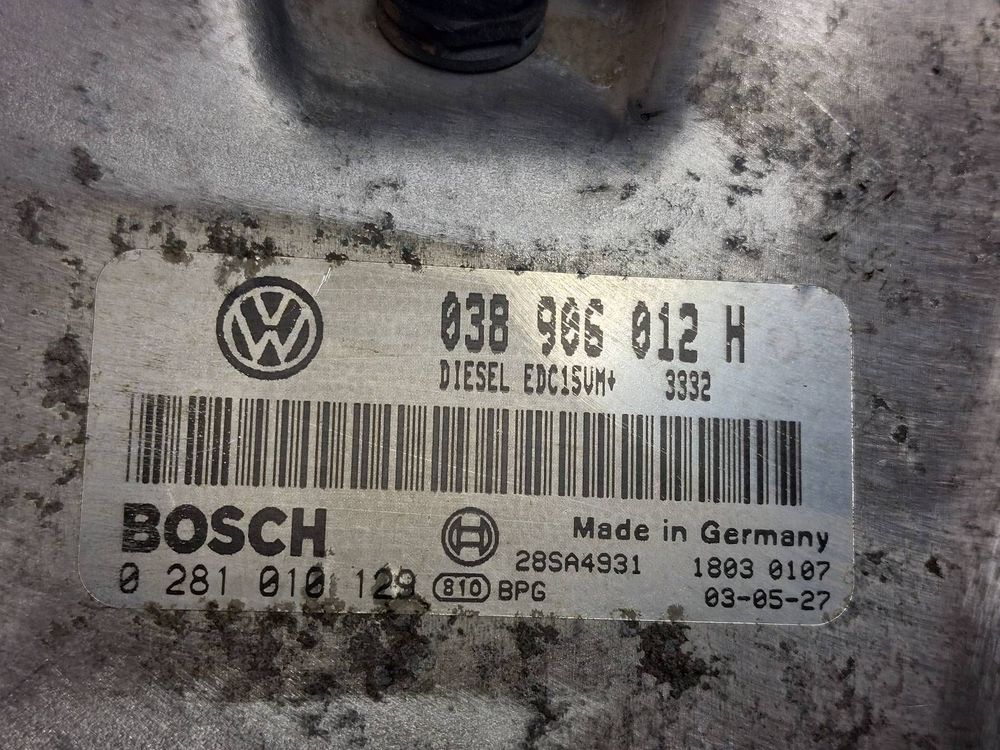 038 906 012 H
DIESEL EDC15VM+ 3332
BOSCH
Made in Germany
28SA4931 1803 0107
0 281 010 129 810 BPG
03-05-27